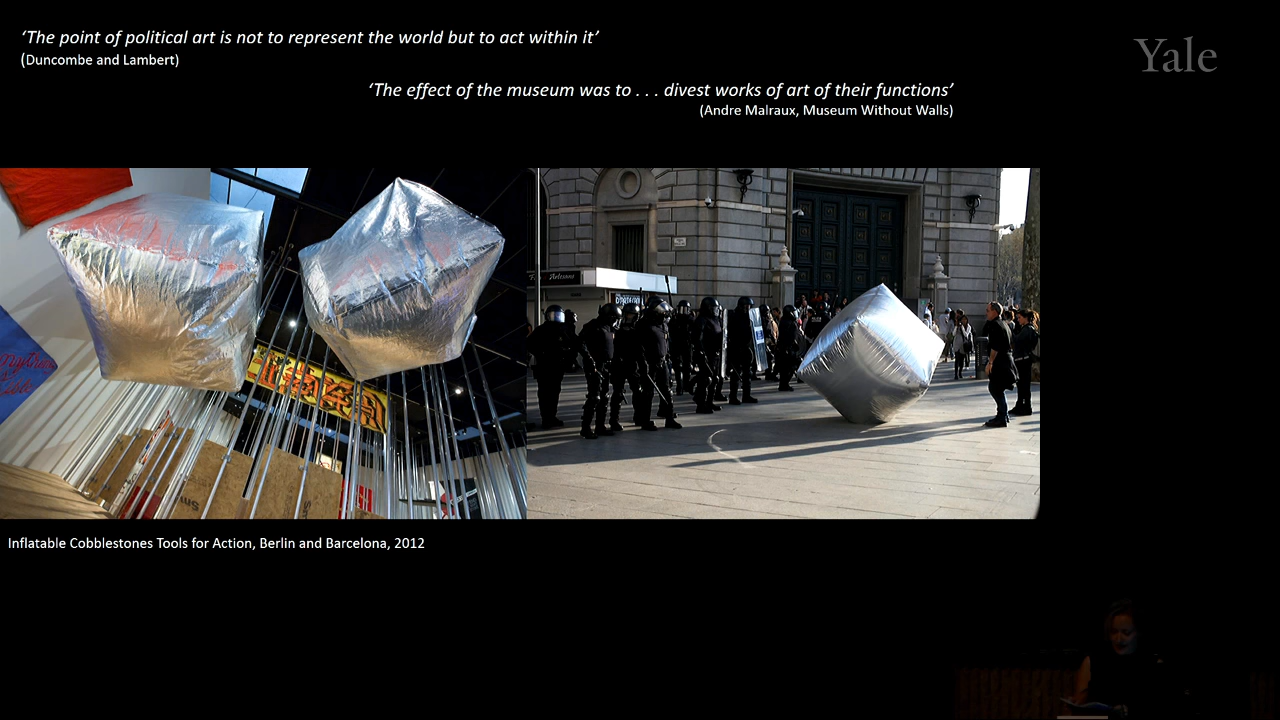 ‘The point of political art is not to represent the world but to act within it’
(Duncombe and Lambert)
Yale
‘The effect of the museum was to . . . divest works of art of their functions’
(Andre Malraux, Museum Without Walls)
Inflatable Cobblestones Tools for Action, Berlin and Barcelona, 2012